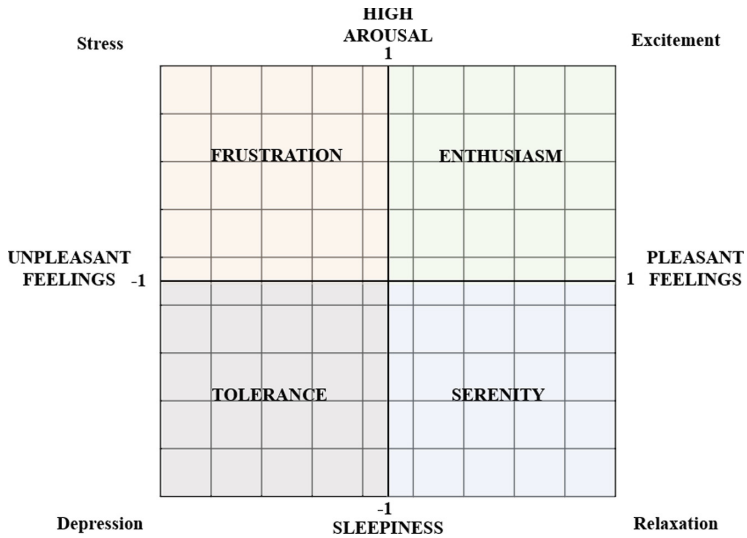 HIGH
AROUSAL
Stress
Excitement
1
FRUSTRATION
ENTHUSIASM
UNPLEASANT
FEELINGS -1
1 PLEASANT
FEELINGS
TOLERANCE
SERENITY
-1
SLEEPINESS
Depression
Relaxation